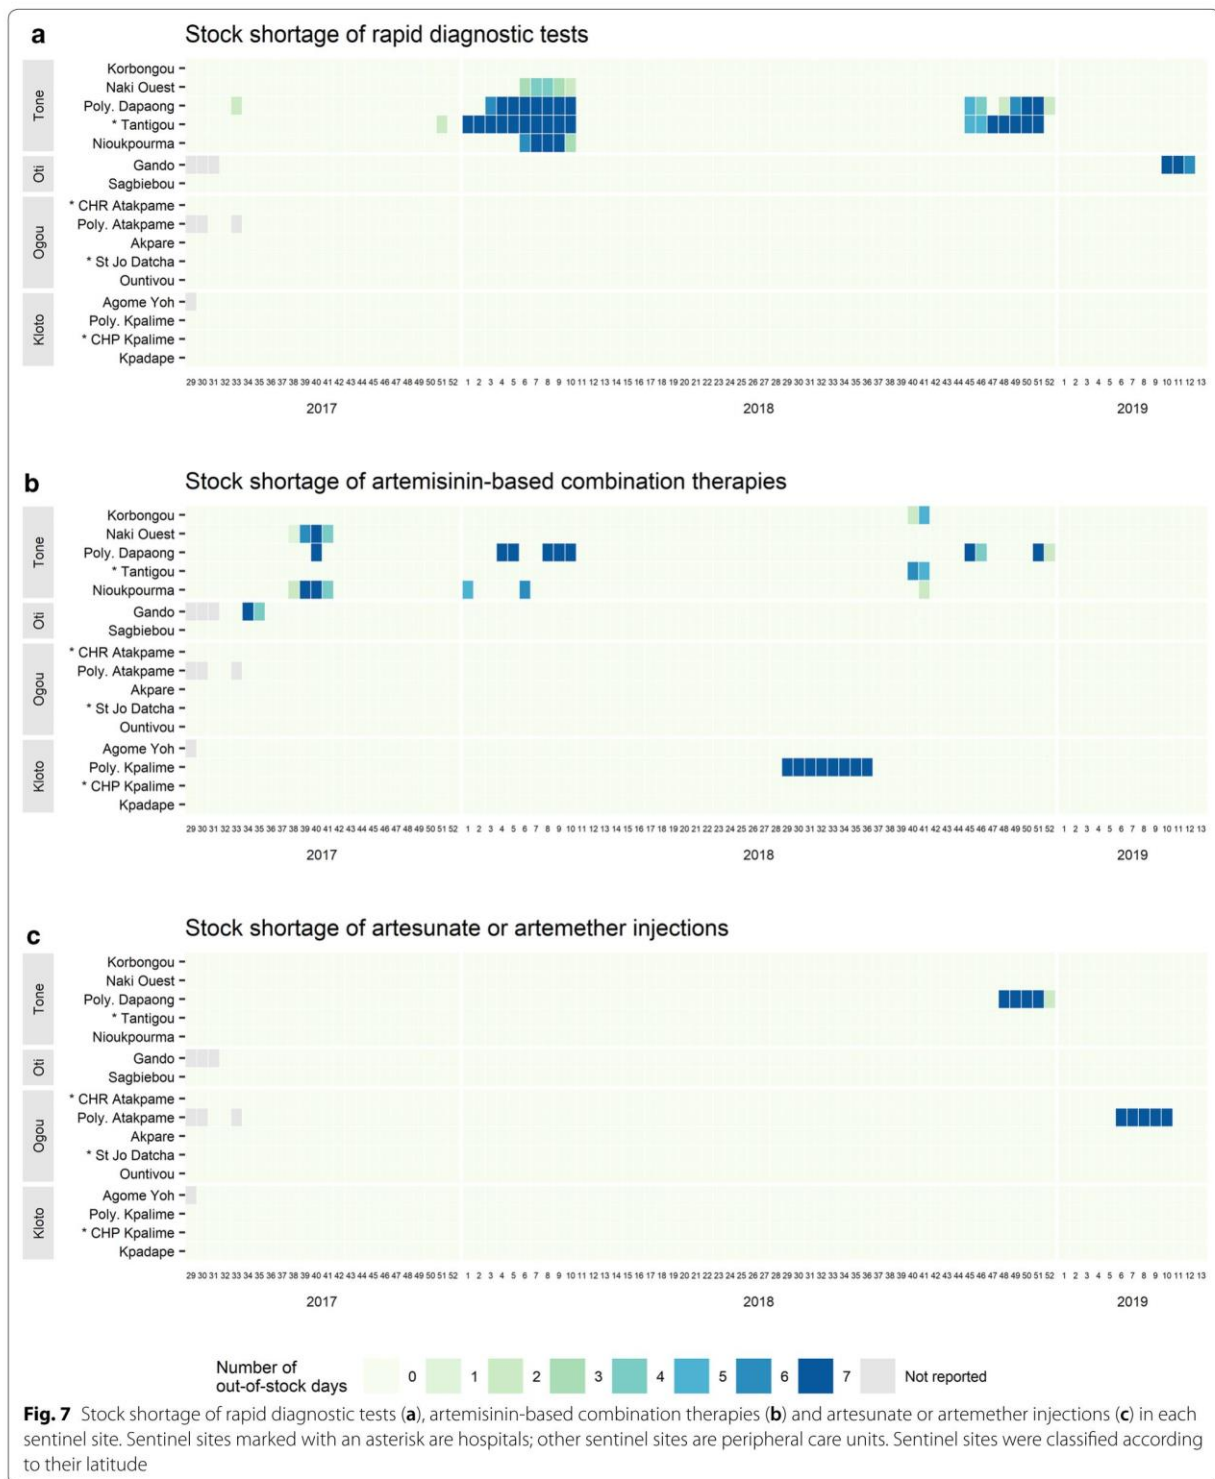 a
Stock shortage of rapid diagnostic tests
Tone
Korbongou
Naki Ouest
Poly. Dapaong
* Tantigou
Nioukpourma
Oti
Gando
Sagbiebou
Ogou
* CHR Atakpame
Poly. Atakpame
Akpare
* St Jo Datcha
Ountivou
Kloto
Agome Yoh
Poly. Kpalime
* CHP Kpalime
Kpadape
29 30 31 32 33 34 35 36 37 38 39 40 41 42 43 44 45 46 47 48 49 50 51 52 1 2 3 4 5 6 7 8 9 10 12 13 14 15 16 17 18 19 20 21 22 23 24 25 26 27 28 29 30 31 32 33 34 35 36 37 38 39 40 41 42 43 44 45 46 47 48 49 50 51 52 1 2 3 4 5 6 7 8 9 10 11 12 13
2017 2018 2019
b
Stock shortage of artemisinin-based combination therapies
Tone
Korbongou
Naki Ouest
Poly. Dapaong
* Tantigou
Nioukpourma
Oti
Gando
Sagbiebou
Ogou
* CHR Atakpame
Poly. Atakpame
Akpare
* St Jo Datcha
Ountivou
Kloto
Agome Yoh
Poly. Kpalime
* CHP Kpalime
Kpadape
29 30 31 32 33 34 35 36 37 38 39 40 41 42 43 44 45 46 47 48 49 50 51 52 1 2 3 4 5 6 7 8 9 10 12 13 14 15 16 17 18 19 20 21 22 23 24 25 26 27 28 29 30 31 32 33 34 35 36 37 38 39 40 41 42 43 44 45 46 47 48 49 50 51 52 1 2 3 4 5 6 7 8 9 10 11 12 13
2017 2018 2019
c
Stock shortage of artesunate or artemether injections
Tone
Korbongou
Naki Ouest
Poly. Dapaong
* Tantigou
Nioukpourma
Oti
Gando
Sagbiebou
Ogou
* CHR Atakpame
Poly. Atakpame
Akpare
* St Jo Datcha
Ountivou
Kloto
Agome Yoh
Poly. Kpalime
* CHP Kpalime
Kpadape
29 30 31 32 33 34 35 36 37 38 39 40 41 42 43 44 45 46 47 48 49 50 51 52 1 2 3 4 5 6 7 8 9 10 12 13 14 15 16 17 18 19 20 21 22 23 24 25 26 27 28 29 30 31 32 33 34 35 36 37 38 39 40 41 42 43 44 45 46 47 48 49 50 51 52 1 2 3 4 5 6 7 8 9 10 11 12 13
2017 2018 2019
Number of
out-of-stock days
0 1 2 3 4 5 6 7 Not reported
Fig. 7 Stock shortage of rapid diagnostic tests (a), artemisinin-based combination therapies (b) and artesunate or artemether injections (c) in each
sentinel site. Sentinel sites marked with an asterisk are hospitals; other sentinel sites are peripheral care units. Sentinel sites were classified according
to their latitude